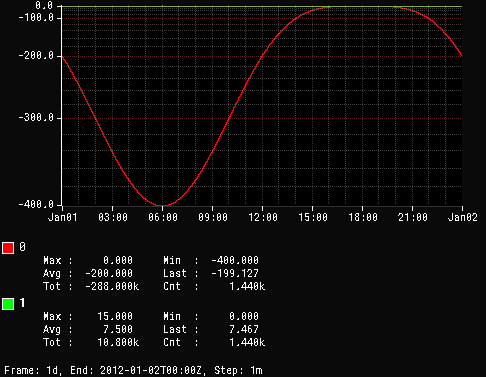 0.0
-100.0
-200.0
-300.0
-400.0
Jan01 03:00 06:00 09:00 12:00 15:00 18:00 21:00 Jan02
0
Max : 0.000 Min : -400.000
Avg : -200.000 Last : -199.127
Tot : -288.000k Cnt : 1.440k
1
Max : 15.000 Min : 0.000
Avg : 7.500 Last : 7.467
Tot : 10.800k Cnt : 1.440k
Frame: 1d, End: 2012-01-02T00:00Z, Step: 1m